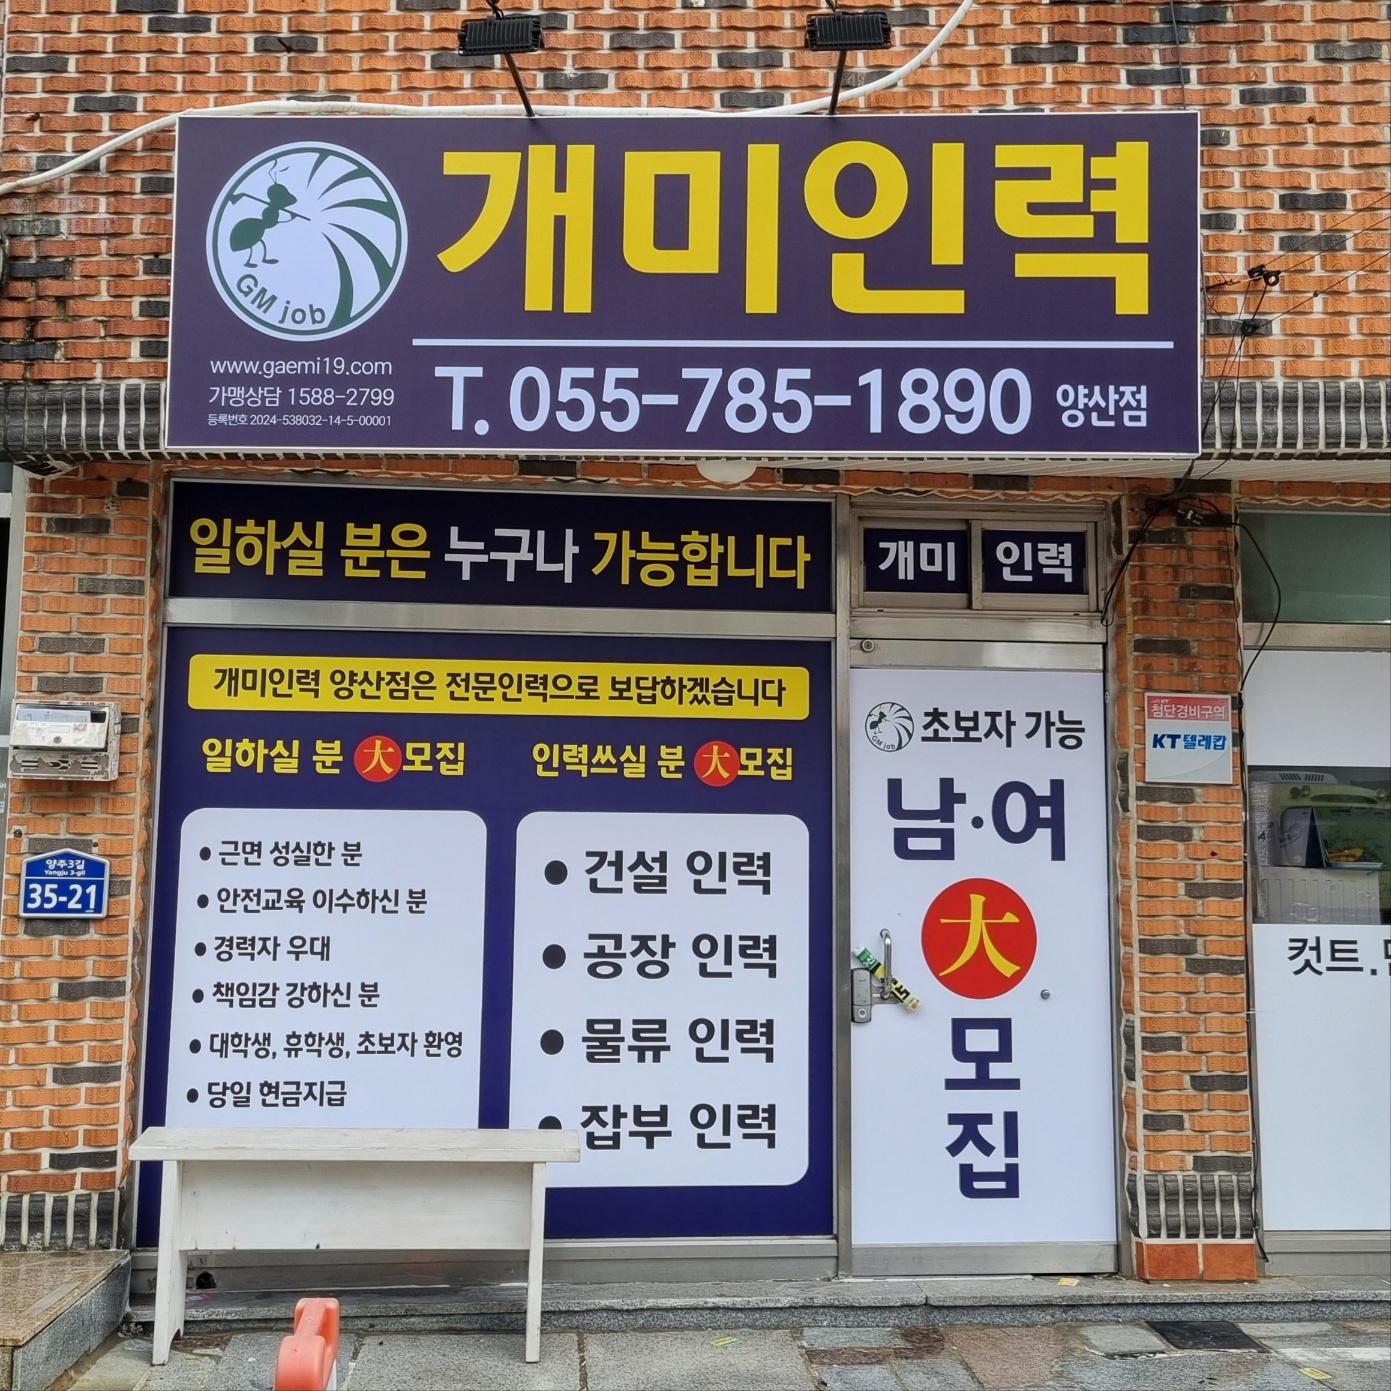 개미인력
GM job
www.gaemi19.com
가맹상담 1588-2799
등록번호 2024-538032-14-5-00001
T. 055-785-1890 양산점
일하실 분은 누구나 가능합니다
개미 인력
개미인력 양산점은 전문인력으로 보답하겠습니다
일하실 분 大모집
• 근면 성실한 분
• 안전교육 이수하신 분
• 경력자 우대
• 책임감 강하신 분
• 대학생, 휴학생, 초보자 환영
• 당일 현금지급
인력쓰실 분 大모집
• 건설 인력
• 공장 인력
• 물류 인력
• 잡부 인력
GM job
초보자 가능
남·여
大
모
집
양주3길
Yangju 3-gil
35-21
첨단경비구역
KT텔레캅
컷트.